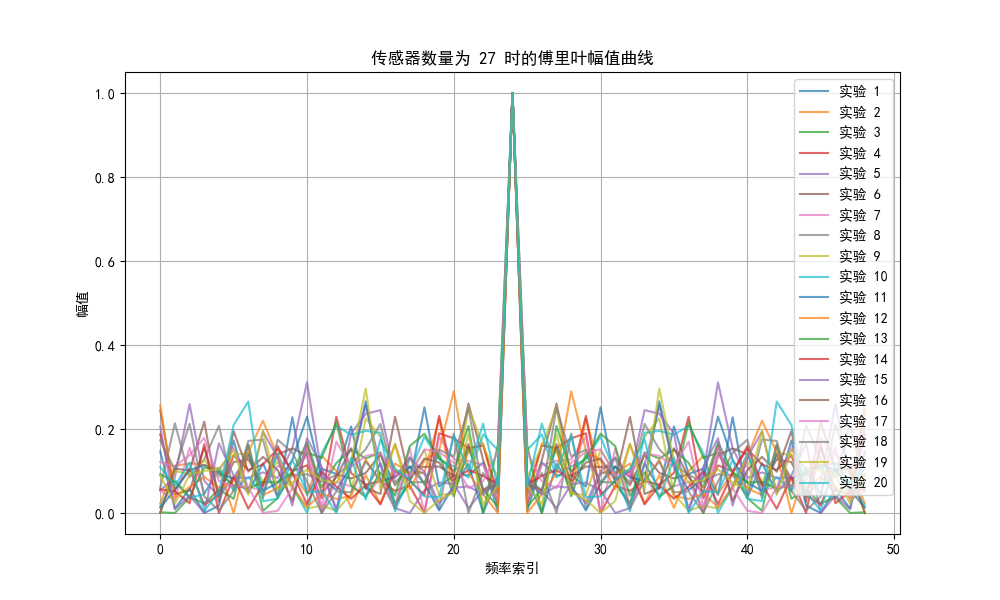 传感器数量为 27 时的傅里叶幅值曲线
幅值
1.0
0.8
0.6
0.4
0.2
0.0
0
10
20
30
40
50
频率索引
实验 1
实验 2
实验 3
实验 4
实验 5
实验 6
实验 7
实验 8
实验 9
实验 10
实验 11
实验 12
实验 13
实验 14
实验 15
实验 16
实验 17
实验 18
实验 19
实验 20